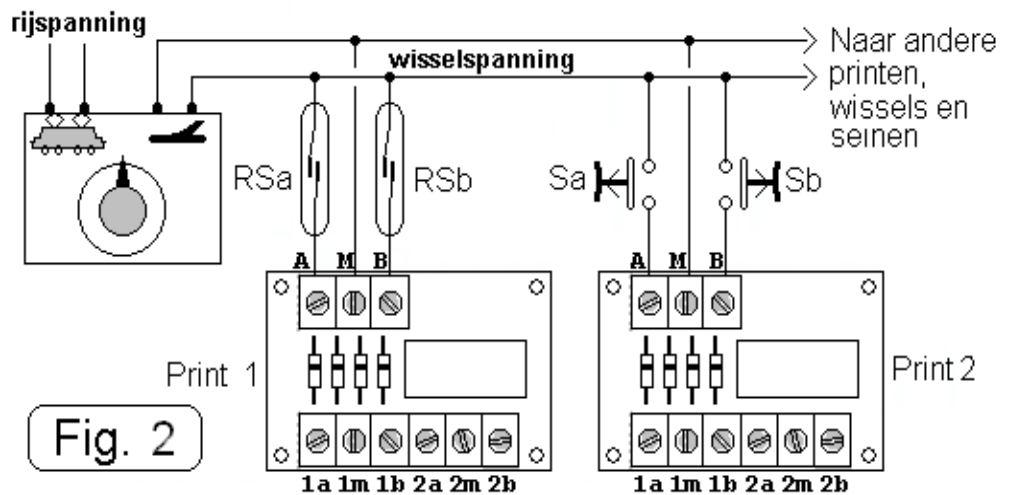 rijspanning
wisselspanning
Naar andere
printen,
wissels en
seinen
RSa
RSb
Sa
Sb
A M B
A M B
Print 1
Print 2
Fig. 2
1a 1m 1b 2a 2m 2b
1a 1m 1b 2a 2m 2b